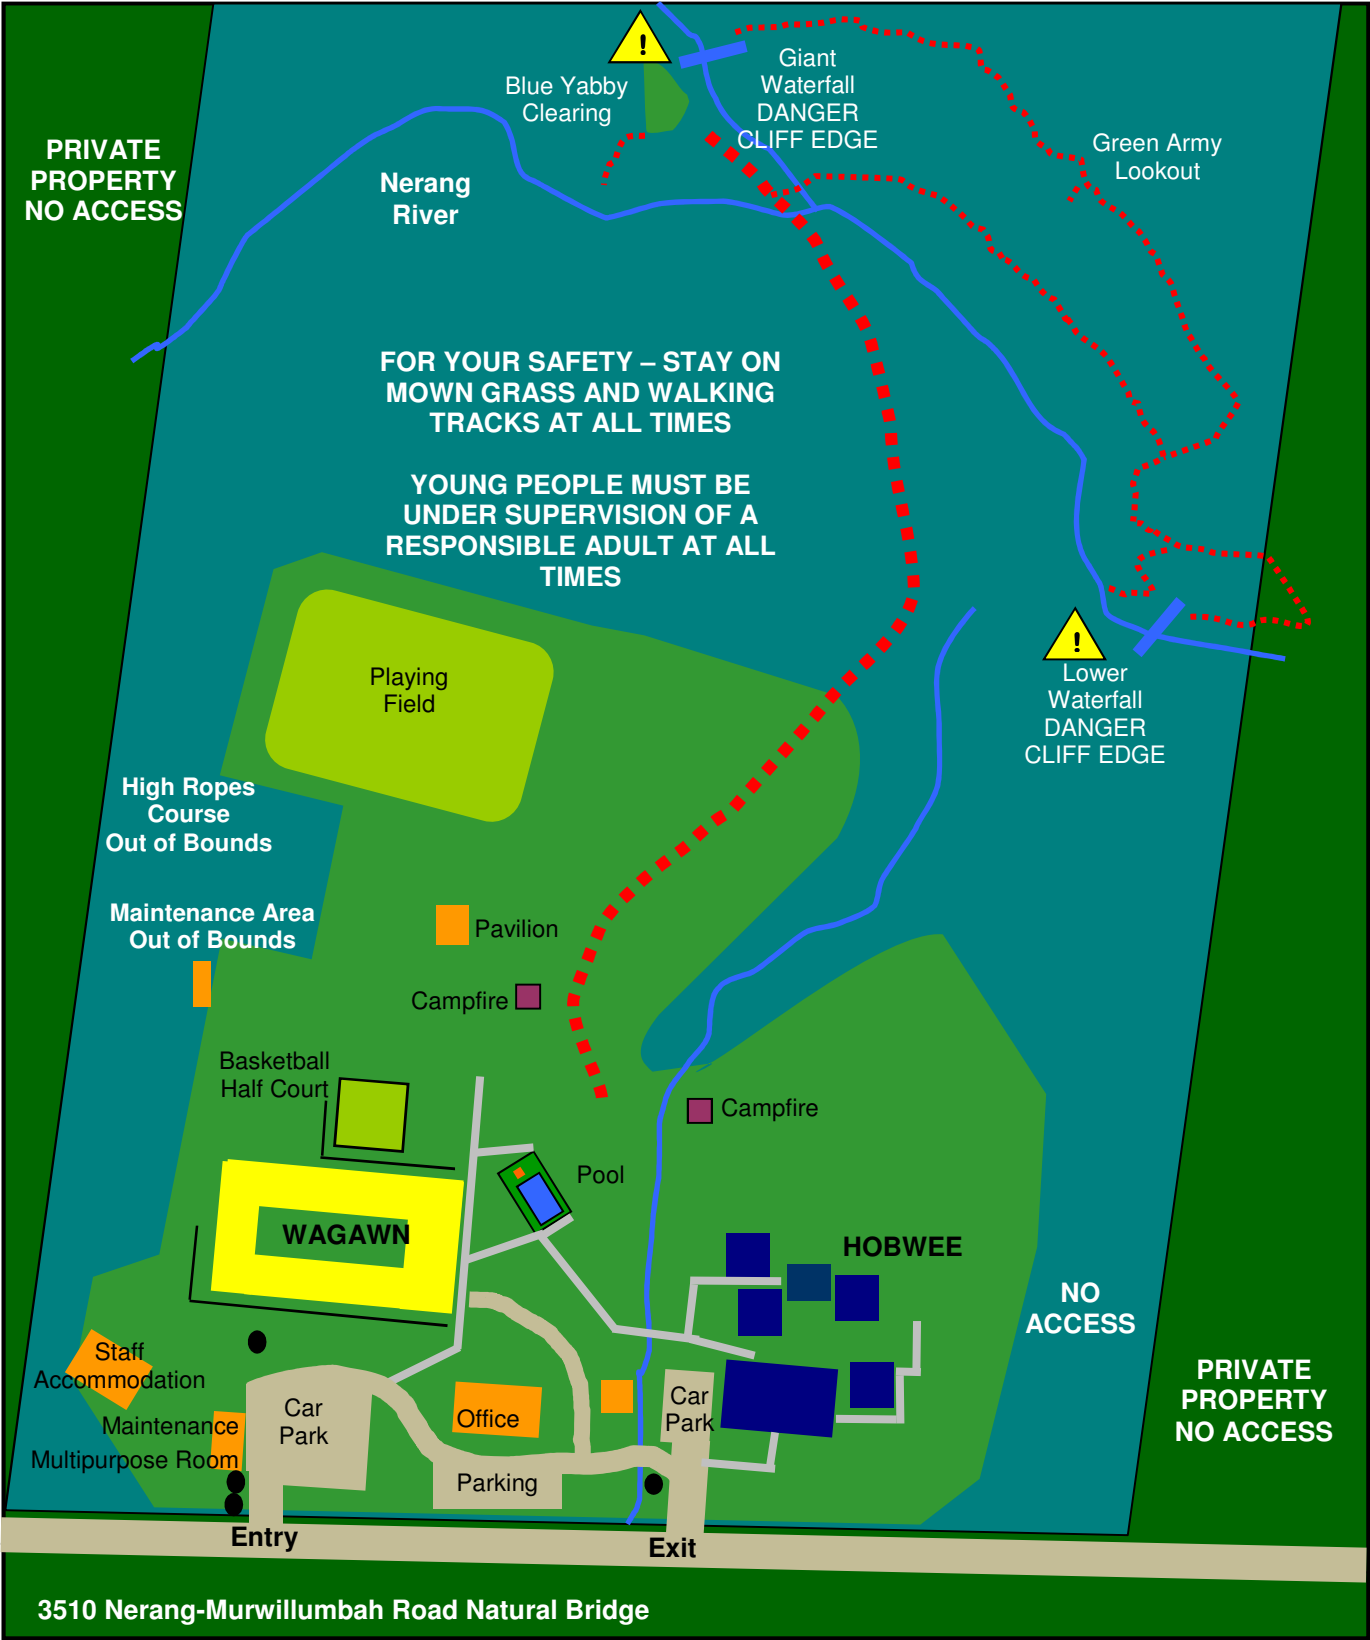 !
Blue Yabby
Clearing
Giant
Waterfall
DANGER
CLIFF EDGE
Green Army
Lookout
PRIVATE
PROPERTY
NO ACCESS
Nerang
River
FOR YOUR SAFETY – STAY ON
MOWN GRASS AND WALKING
TRACKS AT ALL TIMES
YOUNG PEOPLE MUST BE
UNDER SUPERVISION OF A
RESPONSIBLE ADULT AT ALL
TIMES
!
Lower
Waterfall
DANGER
CLIFF EDGE
Playing
Field
High Ropes
Course
Out of Bounds
Maintenance Area
Out of Bounds
Pavilion
Campfire
Basketball
Half Court
Campfire
Pool
WAGAWN
HOBWEE
NO
ACCESS
Staff
Accommodation
Maintenance
Multipurpose Room
Car
Park
Office
Parking
Car
Park
PRIVATE
PROPERTY
NO ACCESS
Entry
Exit
3510 Nerang-Murwillumbah Road Natural Bridge